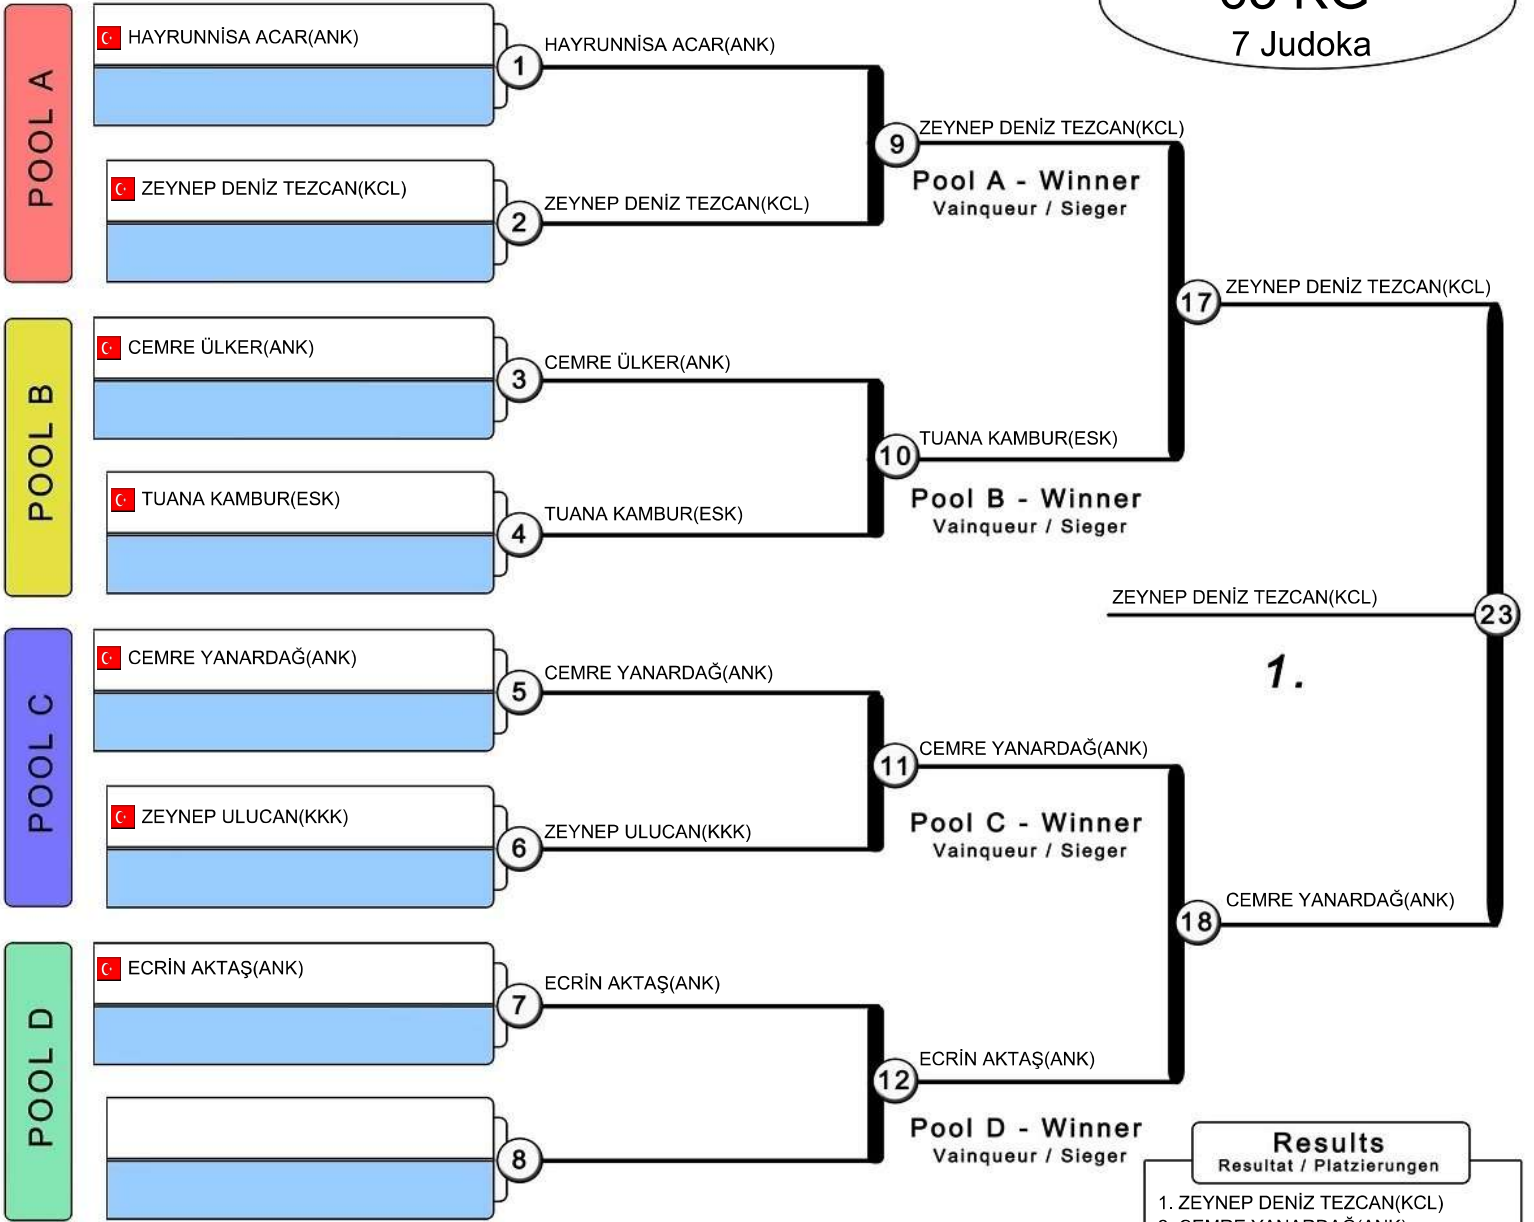 KG
7 Judoka
POOL A
HAYRUNNİSA ACAR(ANK)
1
HAYRUNNİSA ACAR(ANK)
ZEYNEP DENİZ TEZCAN(KCL)
2
ZEYNEP DENİZ TEZCAN(KCL)
9
ZEYNEP DENİZ TEZCAN(KCL)
Pool A - Winner
Vainqueur / Sieger
POOL B
CEMRE ÜLKER(ANK)
3
CEMRE ÜLKER(ANK)
TUANA KAMBUR(ESK)
4
TUANA KAMBUR(ESK)
10
TUANA KAMBUR(ESK)
Pool B - Winner
Vainqueur / Sieger
17
ZEYNEP DENİZ TEZCAN(KCL)
ZEYNEP DENİZ TEZCAN(KCL)
23
1.
POOL C
CEMRE YANARDAĞ(ANK)
5
CEMRE YANARDAĞ(ANK)
ZEYNEP ULUCAN(KKK)
6
ZEYNEP ULUCAN(KKK)
11
CEMRE YANARDAĞ(ANK)
Pool C - Winner
Vainqueur / Sieger
18
CEMRE YANARDAĞ(ANK)
POOL D
ECRİN AKTAŞ(ANK)
7
ECRİN AKTAŞ(ANK)
8
12
ECRİN AKTAŞ(ANK)
Pool D - Winner
Vainqueur / Sieger
Results
Resultat / Platzierungen
1. ZEYNEP DENİZ TEZCAN(KCL)
2. CEMRE YANARDAĞ(ANK)